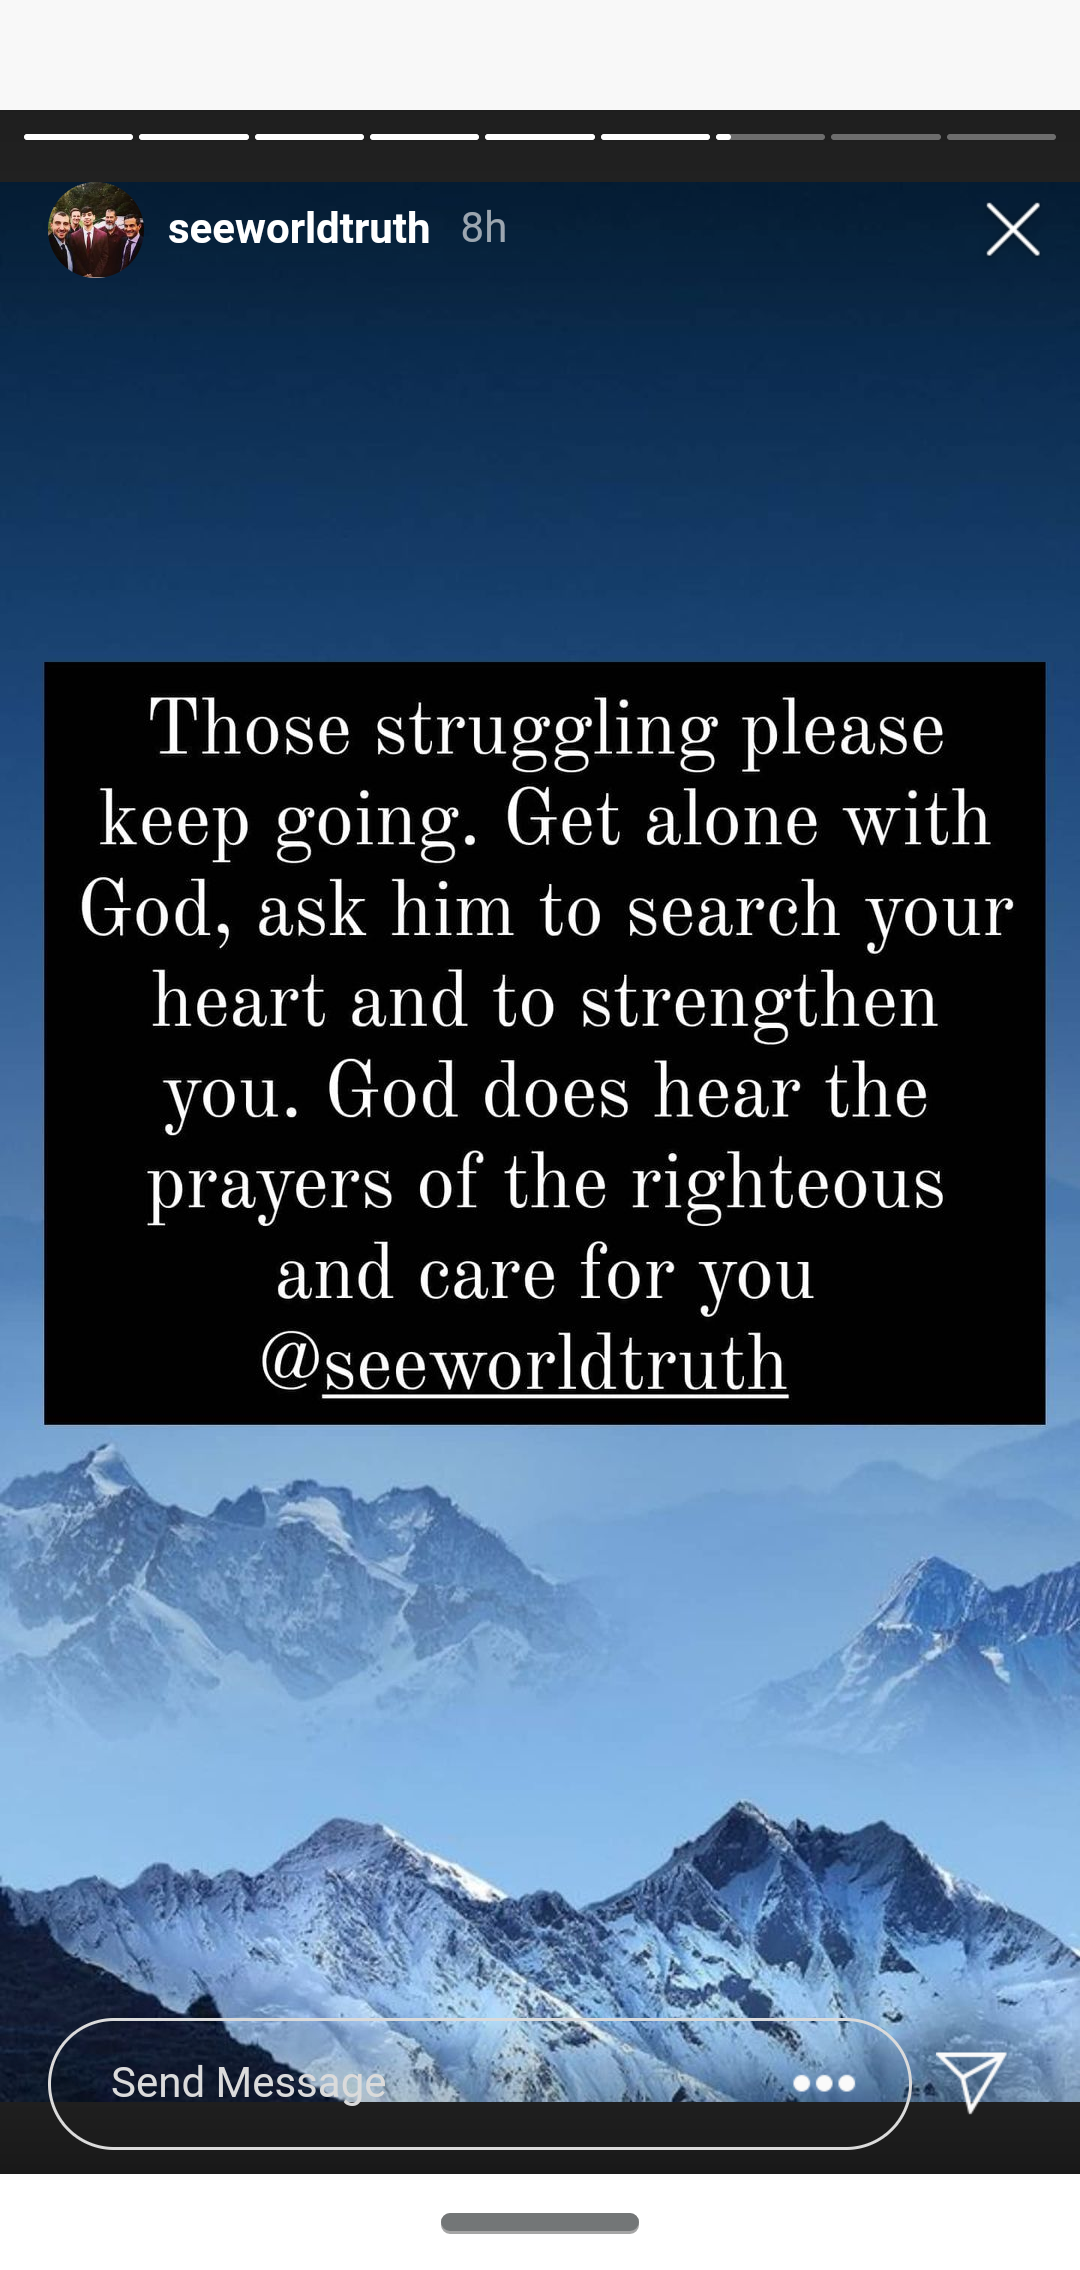 seeworldtruth 8h
Those struggling please
keep going. Get alone with
God, ask him to search your
heart and to strengthen
you. God does hear the
prayers of the righteous
and care for you
@seeworldtruth
Send Message